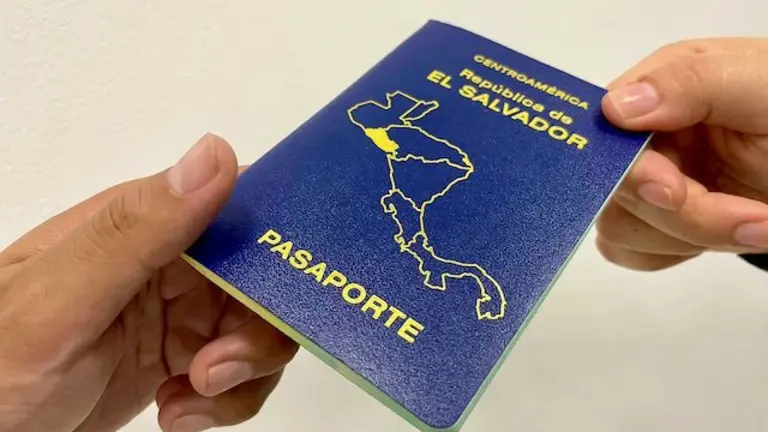 CENTROAMÉRICA
República de
EL SALVADOR
PASAPORTE